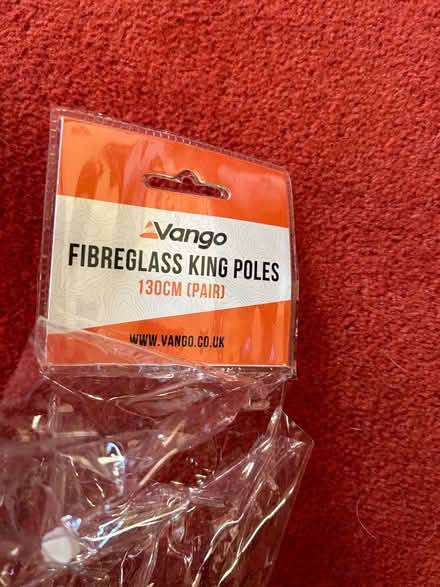 Vango
FIBREGLASS KING POLES
130CM (PAIR)
WWW.VANGO.CO.UK